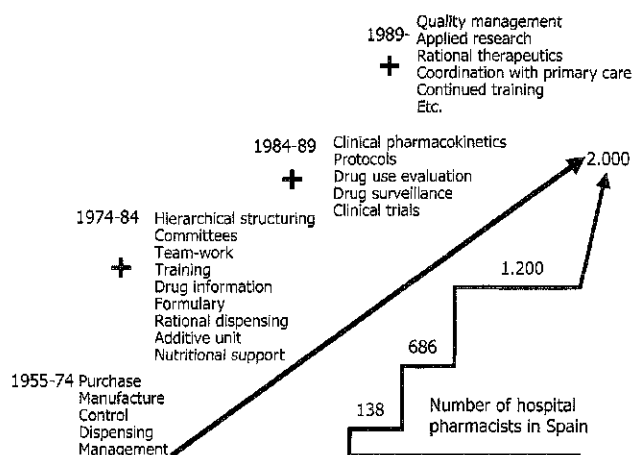 Quality management
1989- Applied research
Rational therapeutics
+ Coordination with primary care
Continued training
Etc.
1984-89 Clinical pharmacokinetics
Protocols
+ Drug use evaluation
Drug surveillance
Clinical trials
2.000
1974-84 Hierarchical structuring
Committees
Team-work
+ Training
Drug information
Formulary
Rational dispensing
Additive unit
Nutritional support
1.200
686
1955-74 Purchase
Manufacture
Control
Dispensing
Management
138
Number of hospital
pharmacists in Spain